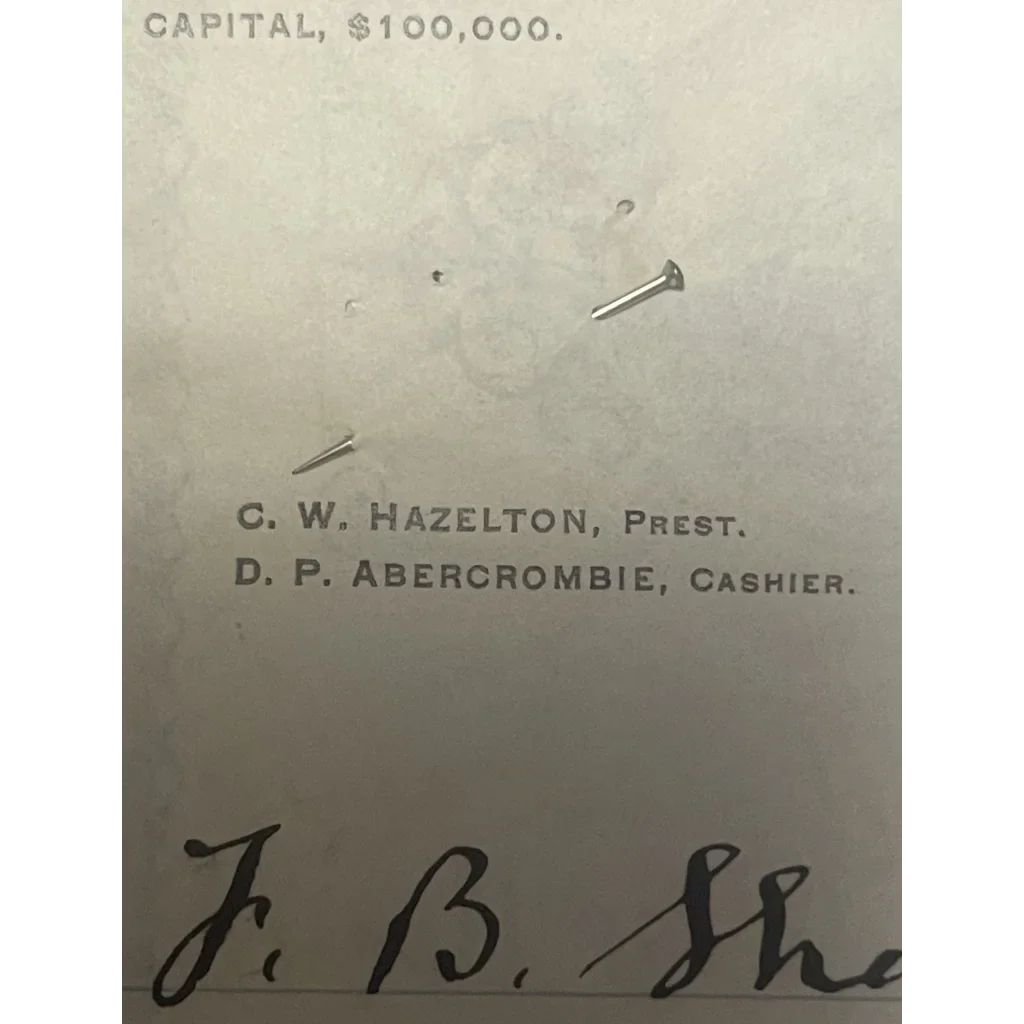 CAPITAL, $100,000.
C. W. HAZELTON, PREST.
D. P. ABERCROMBIE, CASHIER.
F. B.